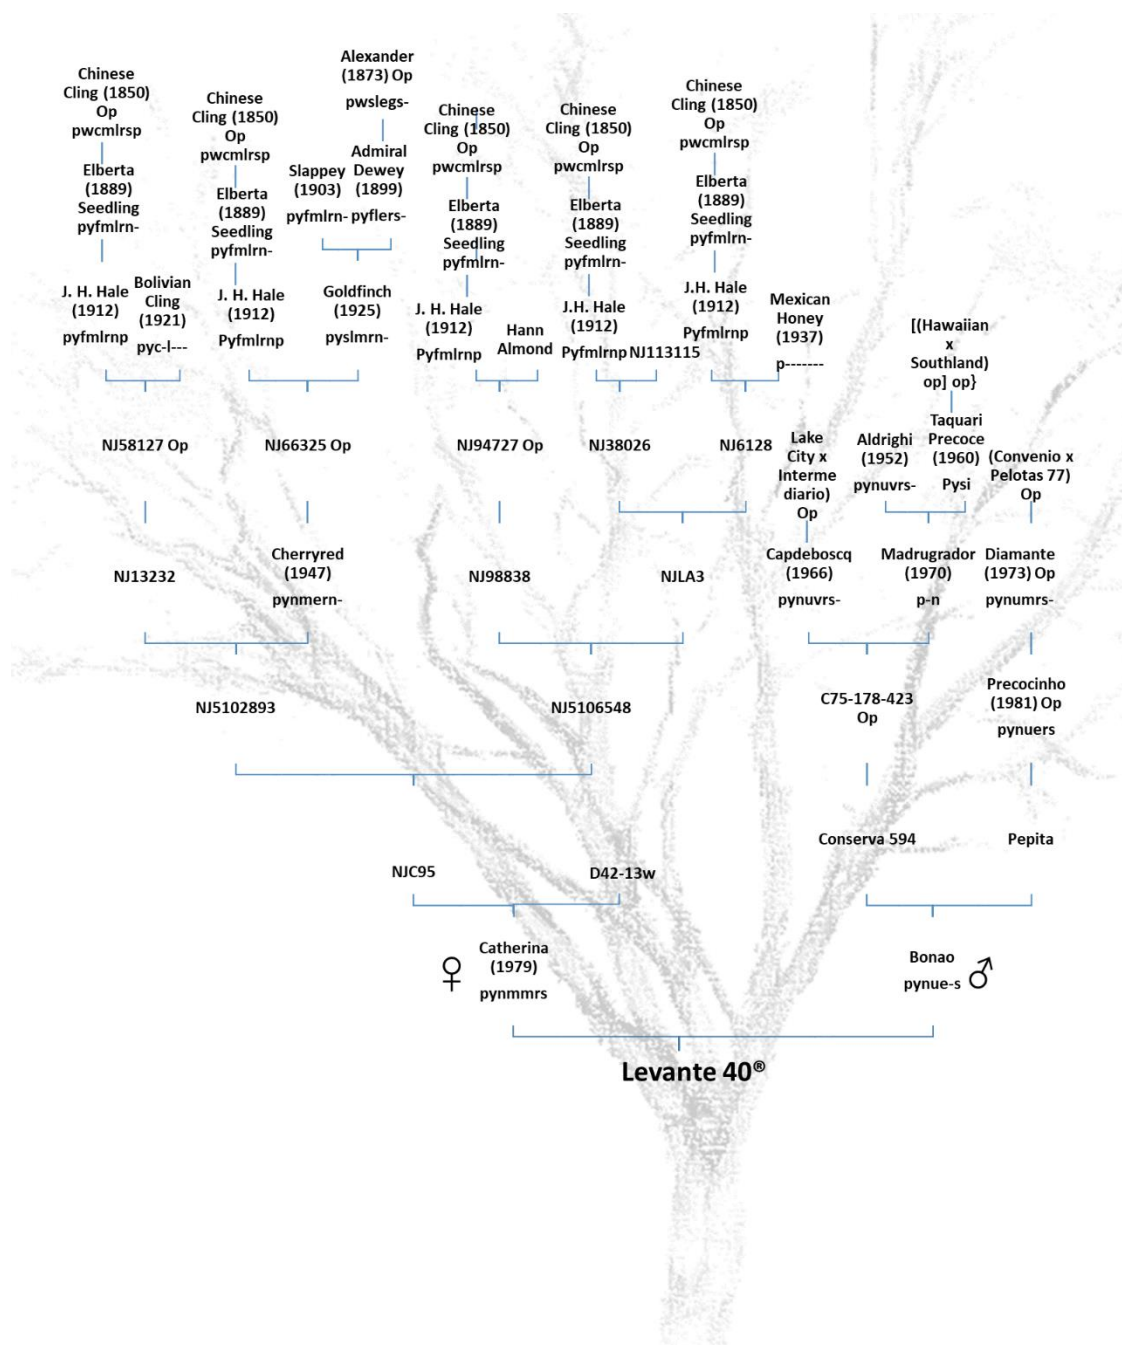 Chinese
Cling (1850)
Op
pwcmlrsp
Elberta
(1889)
Seedling
pyfmlrn-
J. H. Hale
(1912)
pyfmlrnp
Bolivian
Cling
(1921)
pyc-l---
Chinese
Cling (1850)
Op
pwcmlrsp
Elberta
(1889)
Seedling
pyfmlrn-
J. H. Hale
(1912)
Pyfmlrnp
Alexander
(1873) Op
pwslegs-
Slappey
(1903)
pyfmlrn-
Admiral
Dewey
(1899)
pyflers-
Goldfinch
(1925)
pyslmrn-
Chinese
Cling (1850)
Op
pwcmlrsp
Elberta
(1889)
Seedling
pyfmlrn-
J. H. Hale
(1912)
Pyfmlrnp
Hann
Almond
Chinese
Cling (1850)
Op
pwcmlrsp
Elberta
(1889)
Seedling
pyfmlrn-
J.H. Hale
(1912)
Pyfmlrnp
NJ113115
Chinese
Cling (1850)
Op
pwcmlrsp
Elberta
(1889)
Seedling
pyfmlrn-
J.H. Hale
(1912)
Pyfmlrnp
Mexican
Honey
(1937)
p-------
[(Hawaiian
x
Southland)
op] op}
NJ58127 Op
NJ66325 Op
NJ94727 Op
NJ38026
NJ6128
Lake
City x
Interme
diario)
Op
Aldrighi
(1952)
pynuvrs-
Taquari
Precoce
(1960)
Pysi
(Convenio x
Pelotas 77)
Op
NJ13232
Cherryred
(1947)
pynmern-
NJ98838
NJLA3
Capdeboscq
(1966)
pynuvrs-
Madrugrador
(1970)
p-n
Diamante
(1973) Op
pynumrs-
NJ5102893
NJ5106548
C75-178-423
Op
Precocinho
(1981) Op
pynuers
NJC95
D42-13w
Conserva 594
Pepita
♀
Catherina
(1979)
pynmmrs
Bonao
pynue-s
♂
Levante 40®